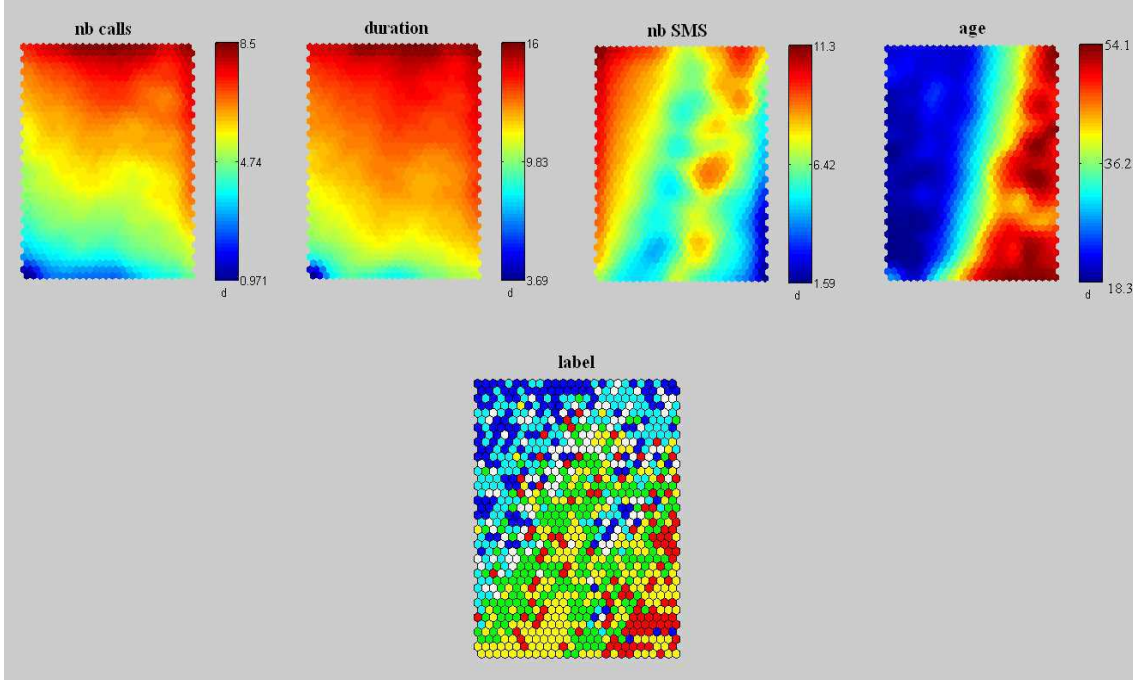 nb calls
8.5
4.74
0.971
d
duration
16
9.83
3.69
d
nb SMS
11.3
6.42
1.59
d
age
54.1
36.2
18.3
d
label